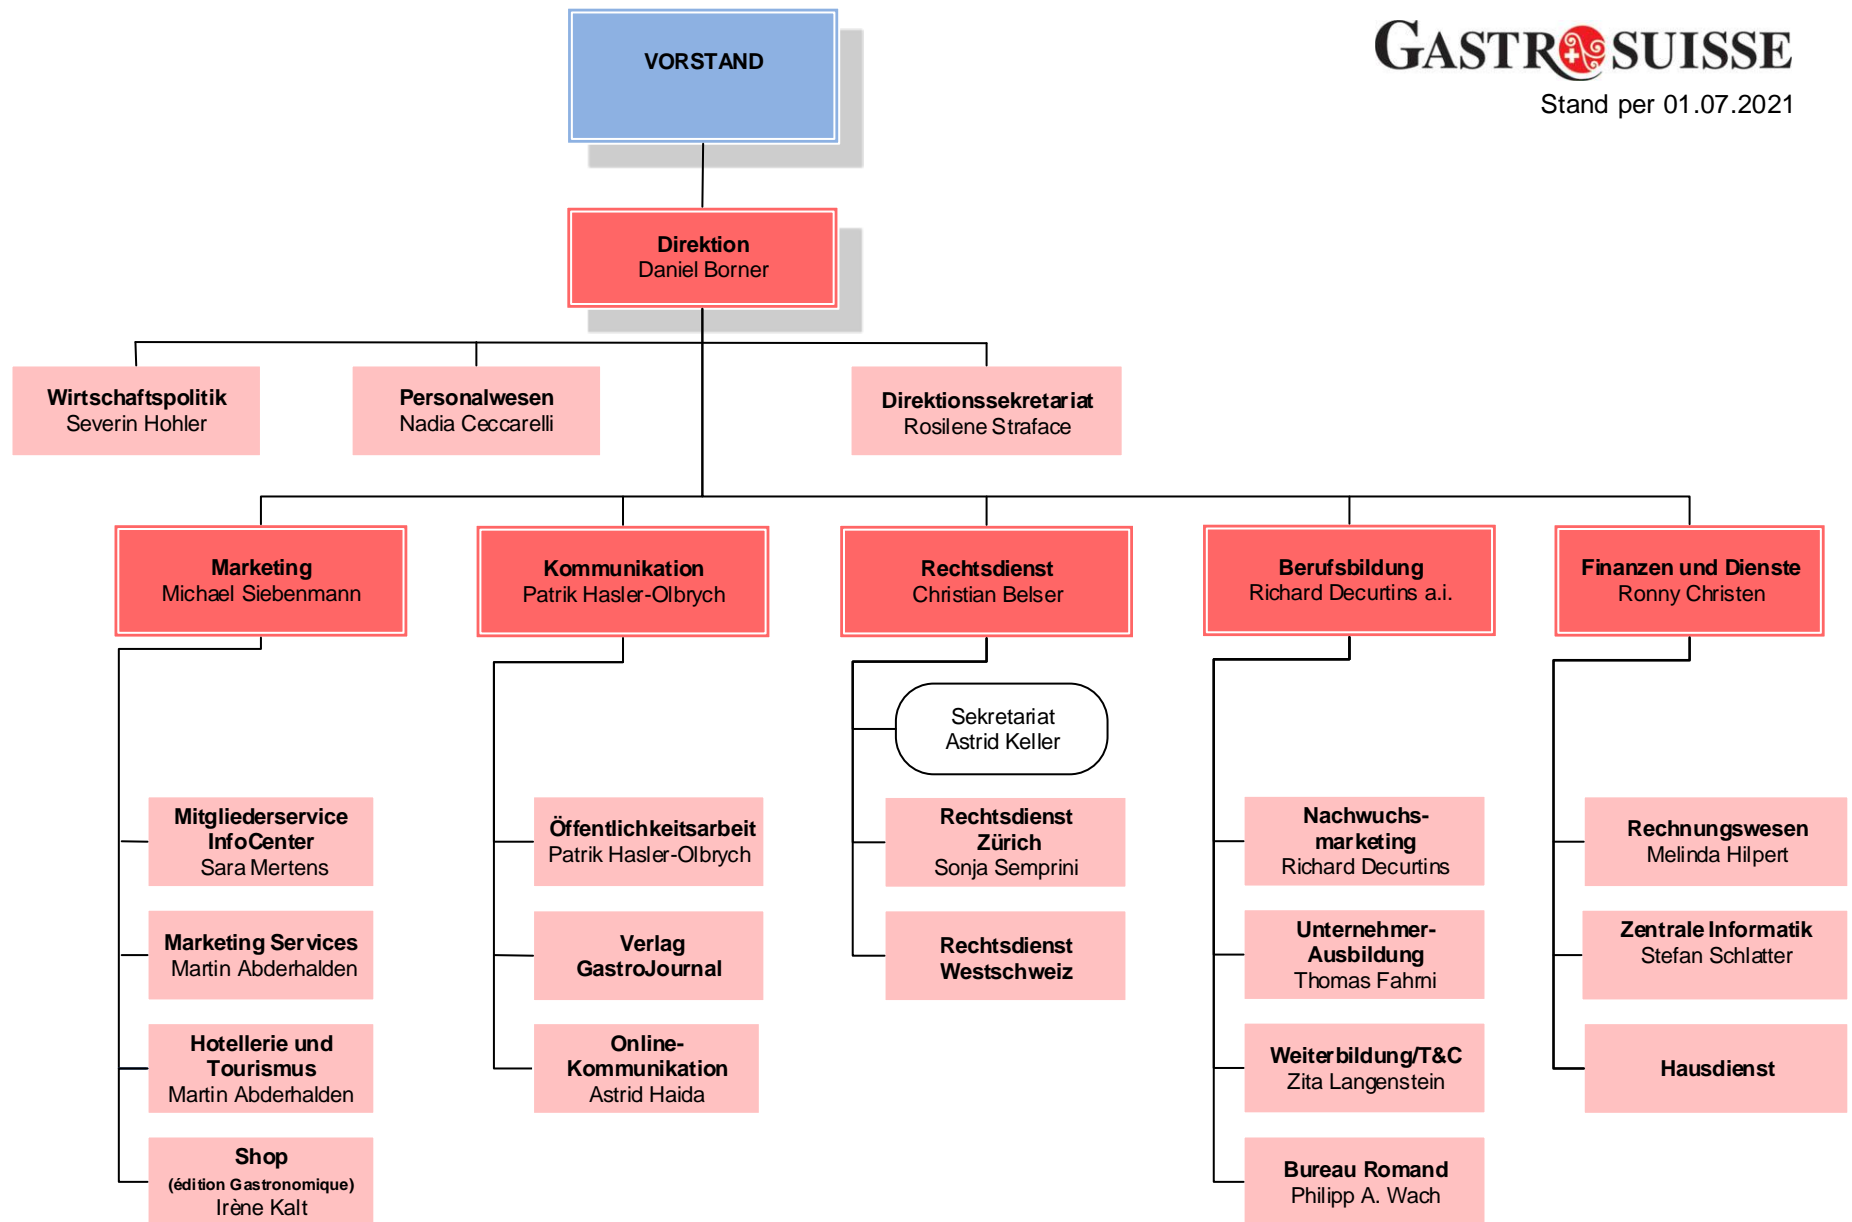 VORSTAND
GASTROSUISSE
Stand per 01.07.2021
Direktion
Daniel Borner
Wirtschaftspolitik
Severin Hohler
Personalwesen
Nadia Ceccarelli
Direktionssekretariat
Rosilene Straface
Marketing
Michael Siebenmann
Kommunikation
Patrik Hasler-Olbrych
Rechtsdienst
Christian Belser
Berufsbildung
Richard Decurtins a.i.
Finanzen und Dienste
Ronny Christen
Mitgliederservice
InfoCenter
Sara Mertens
Marketing Services
Martin Abderhalden
Hotellerie und
Tourismus
Martin Abderhalden
Shop
(édition Gastronomique)
Irène Kalt
Öffentlichkeitsarbeit
Patrik Hasler-Olbrych
Verlag
GastroJournal
Online-
Kommunikation
Astrid Haida
Sekretariat
Astrid Keller
Rechtsdienst
Zürich
Sonja Semprini
Rechtsdienst
Westschweiz
Nachwuchs-
marketing
Richard Decurtins
Unternehmer-
Ausbildung
Thomas Fahrni
Weiterbildung/T&C
Zita Langenstein
Bureau Romand
Philipp A. Wach
Rechnungswesen
Melinda Hilpert
Zentrale Informatik
Stefan Schlatter
Hausdienst